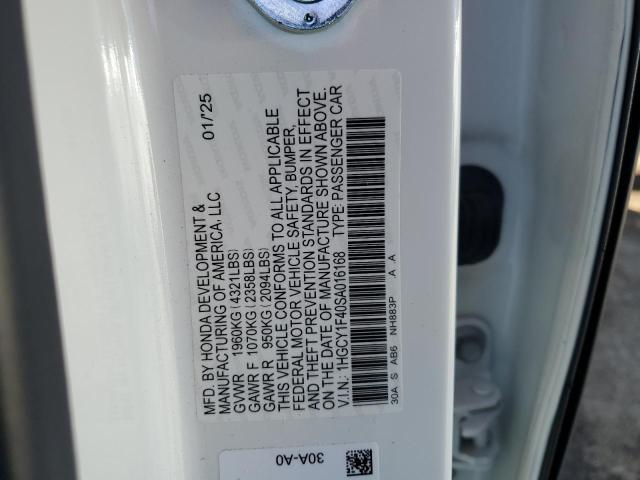 MFD. BY HONDA DEVELOPMENT & 01/'25
MANUFACTURING OF AMERICA, LLC
GVWR 1960KG(4321LBS)
GAWR F 1070KG(2358LBS)
GAWR R 950KG(2094LBS)
THIS VEHICLE CONFORMS TO ALL APPLICABLE
FEDERAL MOTOR VEHICLE SAFETY, BUMPER,
AND THEFT PREVENTION STANDARDS IN EFFECT
ON THE DATE OF MANUFACTURE SHOWN ABOVE.
V.I.N.: 1HGCY1F40SA016168 TYPE: PASSENGER CAR
30A S AB6 NH883P A A
30A-A0